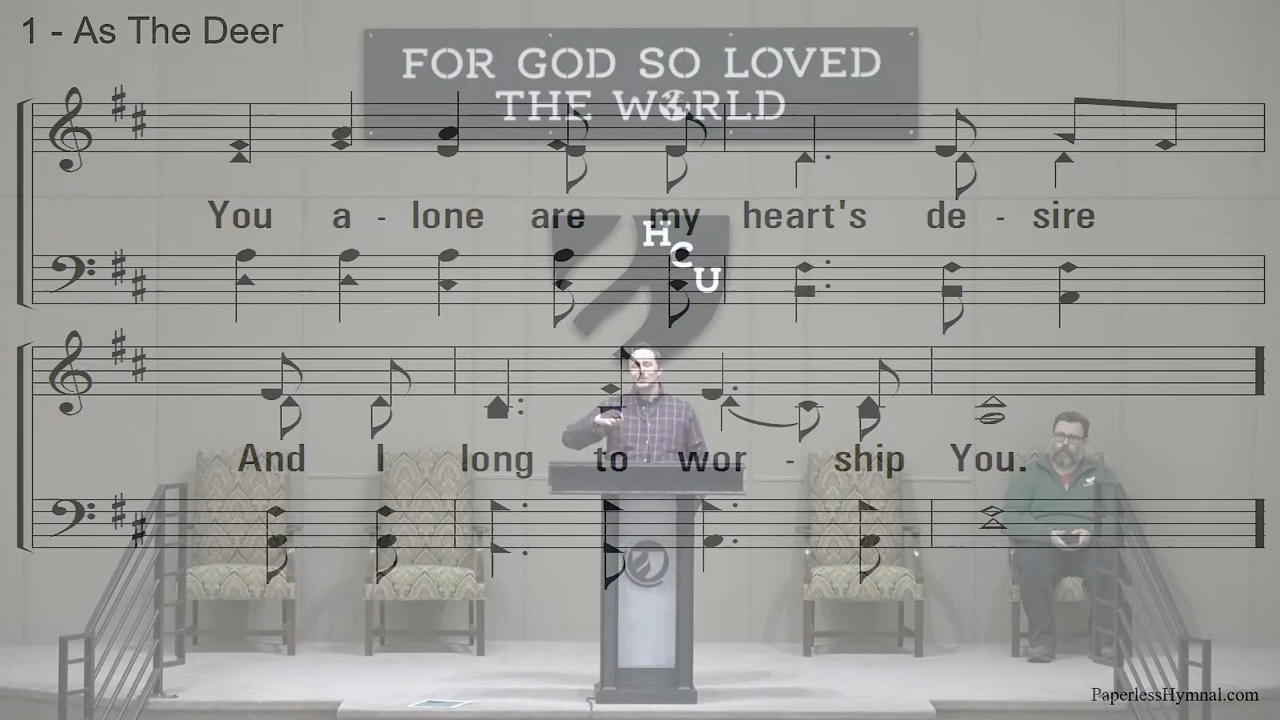 1 - As The Deer
FOR GOD SO LOVED
THE WORLD
You a - lone are my heart's de - sire
HCU
And I long to wor - ship You.
PaperlessHymnal.com